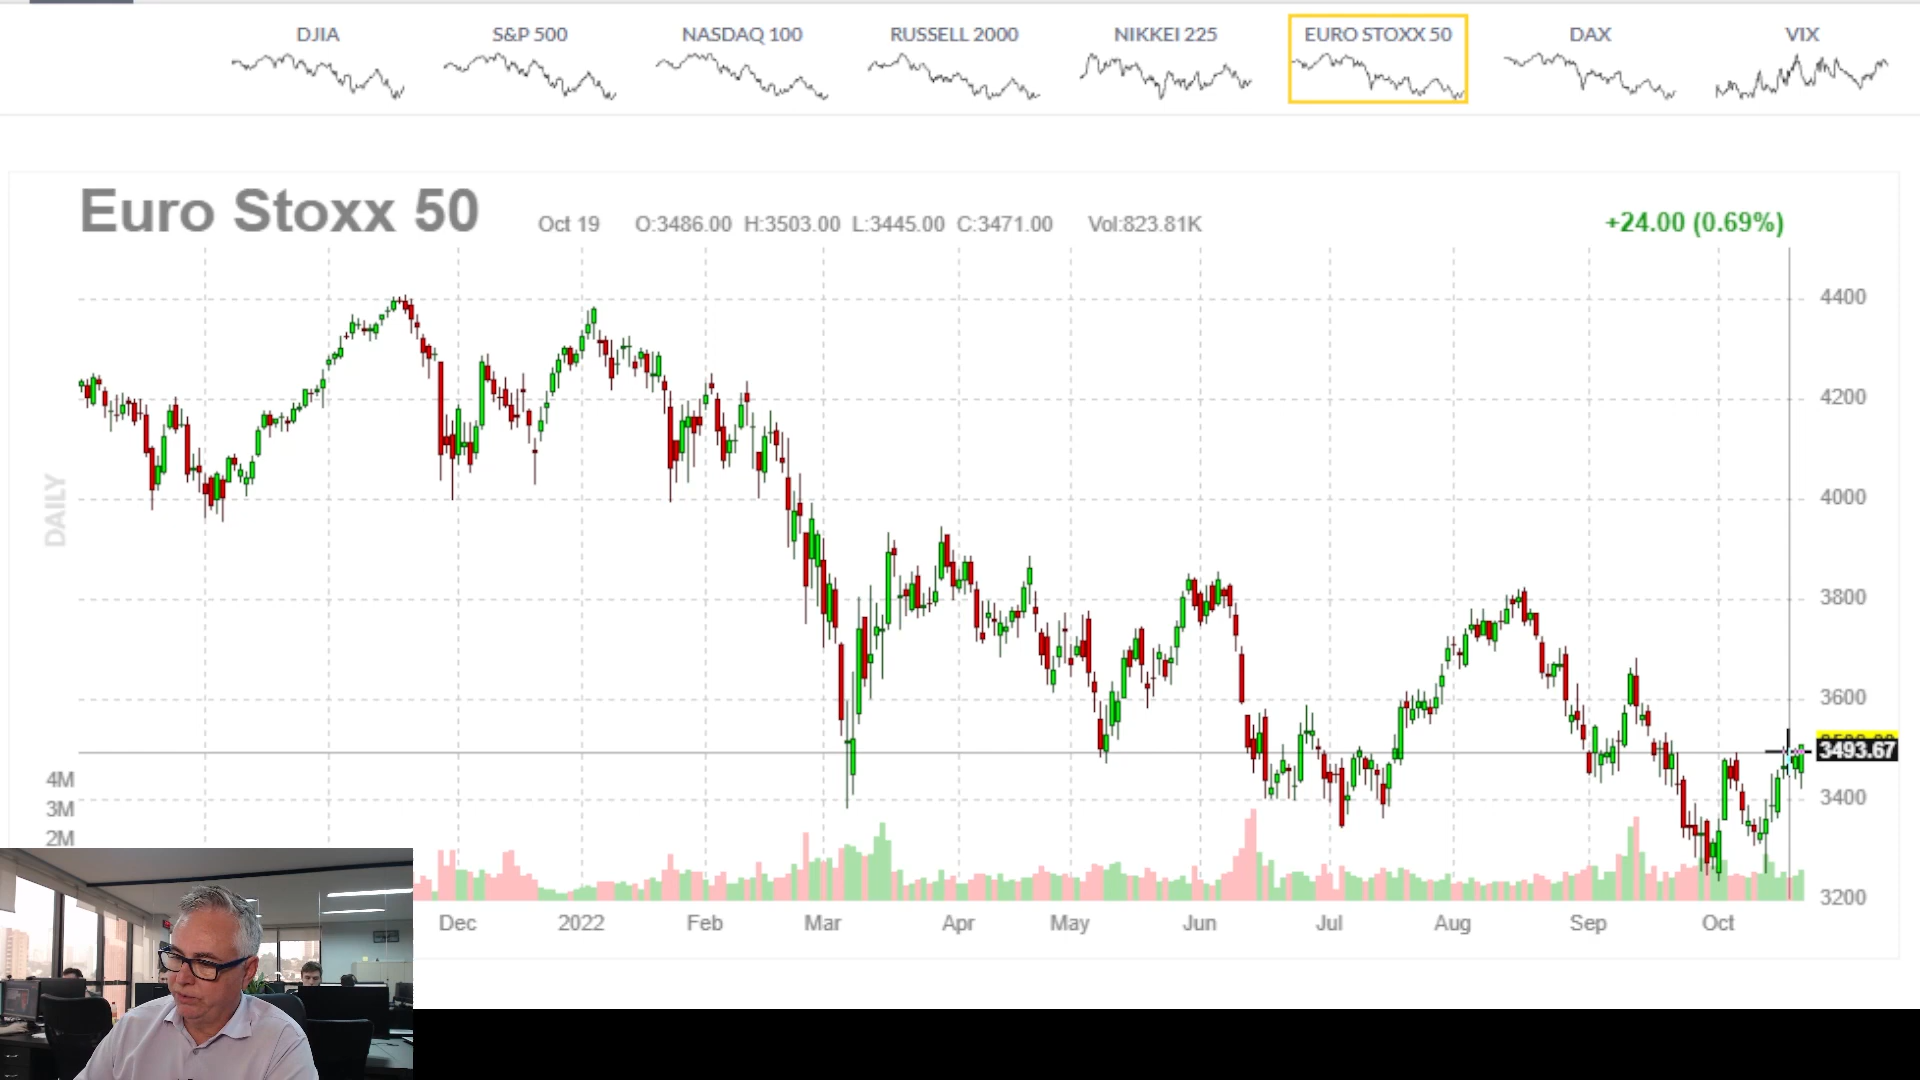 DJIA S&P 500 NASDAQ 100 RUSSELL 2000 NIKKEI 225 EURO STOXX 50 DAX VIX
Euro Stoxx 50 Oct 19 O:3486.00 H:3503.00 L:3445.00 C:3471.00 Vol:823.81K +24.00 (0.69%)
4400
4200
4000
DAILY
3800
3600
3493.67
4M
3400
3M
2M
3200
Dec 2022 Feb Mar Apr May Jun Jul Aug Sep Oct